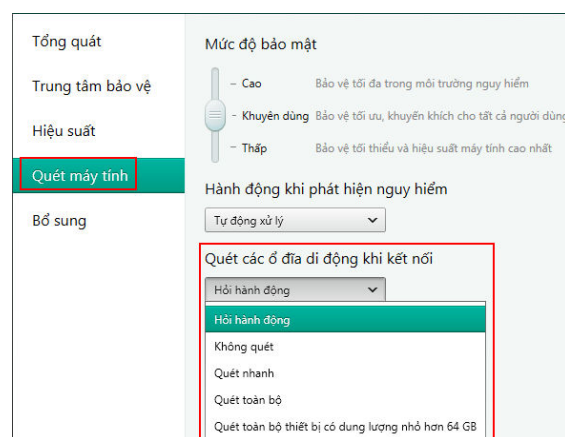 Tổng quát
Trung tâm bảo vệ
Hiệu suất
Quét máy tính
Bổ sung
Mức độ bảo mật
– Cao Bảo vệ tối đa trong môi trường nguy hiểm
– Khuyên dùng Bảo vệ tối ưu, khuyến khích cho tất cả người dùng
– Thấp Bảo vệ tối thiểu và hiệu suất máy tính cao nhất
Hành động khi phát hiện nguy hiểm
Tự động xử lý
Quét các ổ đĩa di động khi kết nối
Hỏi hành động
Hỏi hành động
Không quét
Quét nhanh
Quét toàn bộ
Quét toàn bộ thiết bị có dung lượng nhỏ hơn 64 GB